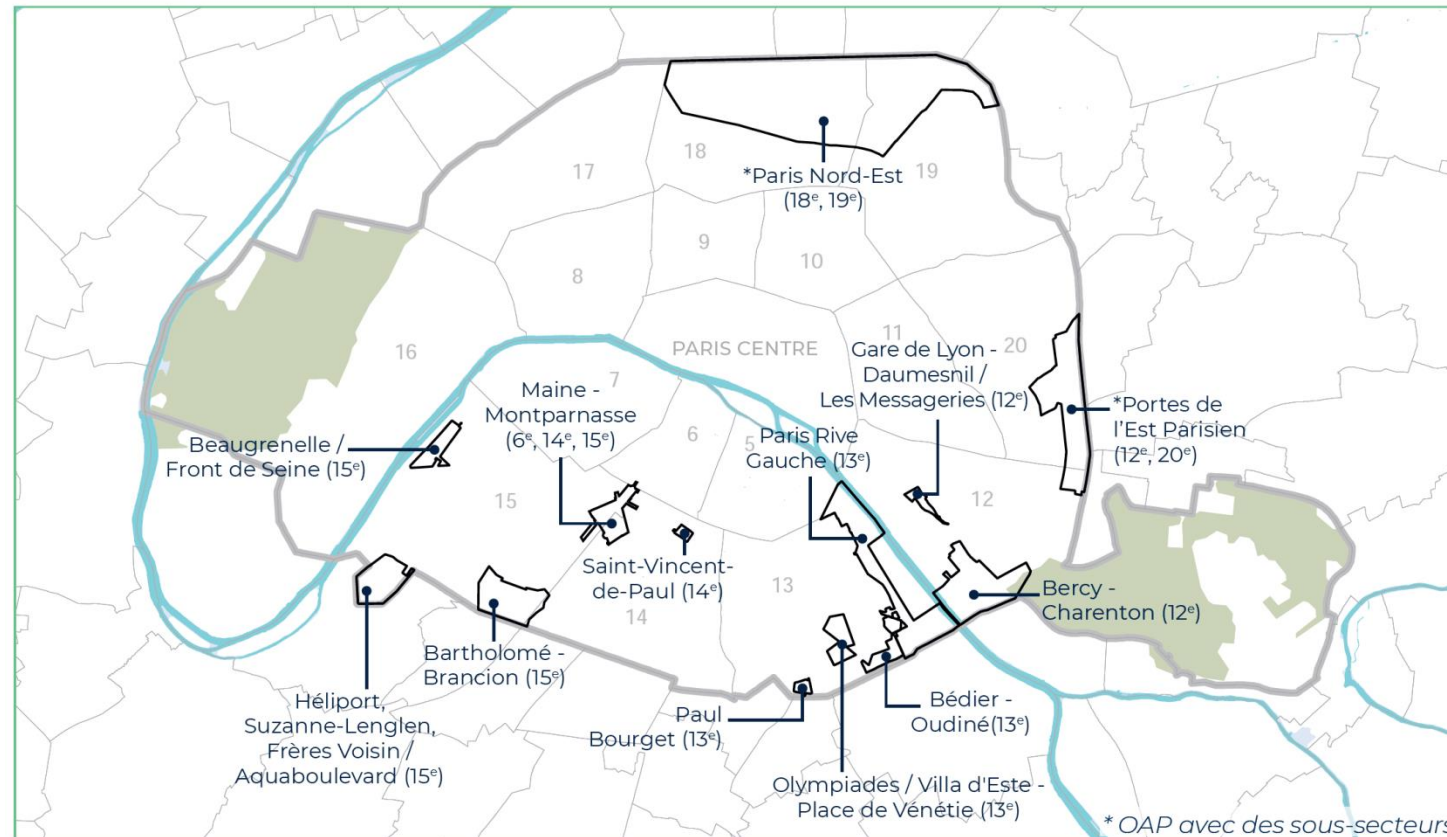 18
17
19
*Paris Nord-Est
(18ᵉ, 19ᵉ)
9
10
8
16
PARIS CENTRE
11
20
Gare de Lyon -
Daumesnil /
Les Messageries (12ᵉ)
7
Maine -
Montparnasse
(6ᵉ, 14ᵉ, 15ᵉ)
6
5
*Portes de
l'Est Parisien
(12ᵉ, 20ᵉ)
Beaugrenelle /
Front de Seine (15ᵉ)
Paris Rive
Gauche (13ᵉ)
15
12
Saint-Vincent-
de-Paul (14ᵉ)
13
14
Bercy -
Charenton (12ᵉ)
Bartholomé -
Brancion (15ᵉ)
Héliport,
Suzanne-Lenglen,
Frères Voisin /
Aquaboulevard (15ᵉ)
Paul
Bourget (13ᵉ)
Bédier -
Oudiné(13ᵉ)
Olympiades / Villa d'Este -
Place de Vénétie (13ᵉ)
* OAP avec des sous-secteurs